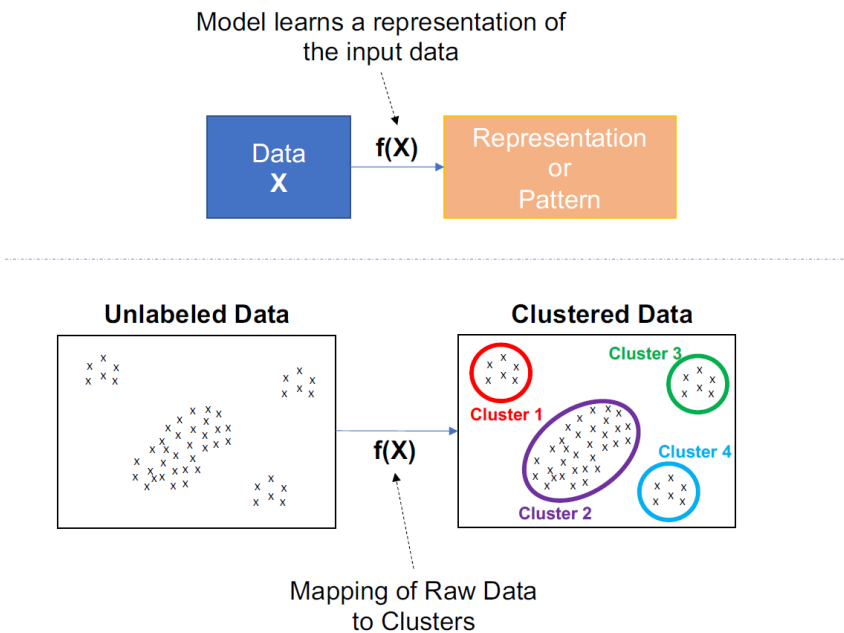 Model learns a representation of
the input data
Data
X
f(X)
Representation
or
Pattern
Unlabeled Data
Clustered Data
Cluster 3
Cluster 1
f(X)
Cluster 4
Cluster 2
Mapping of Raw Data
to Clusters